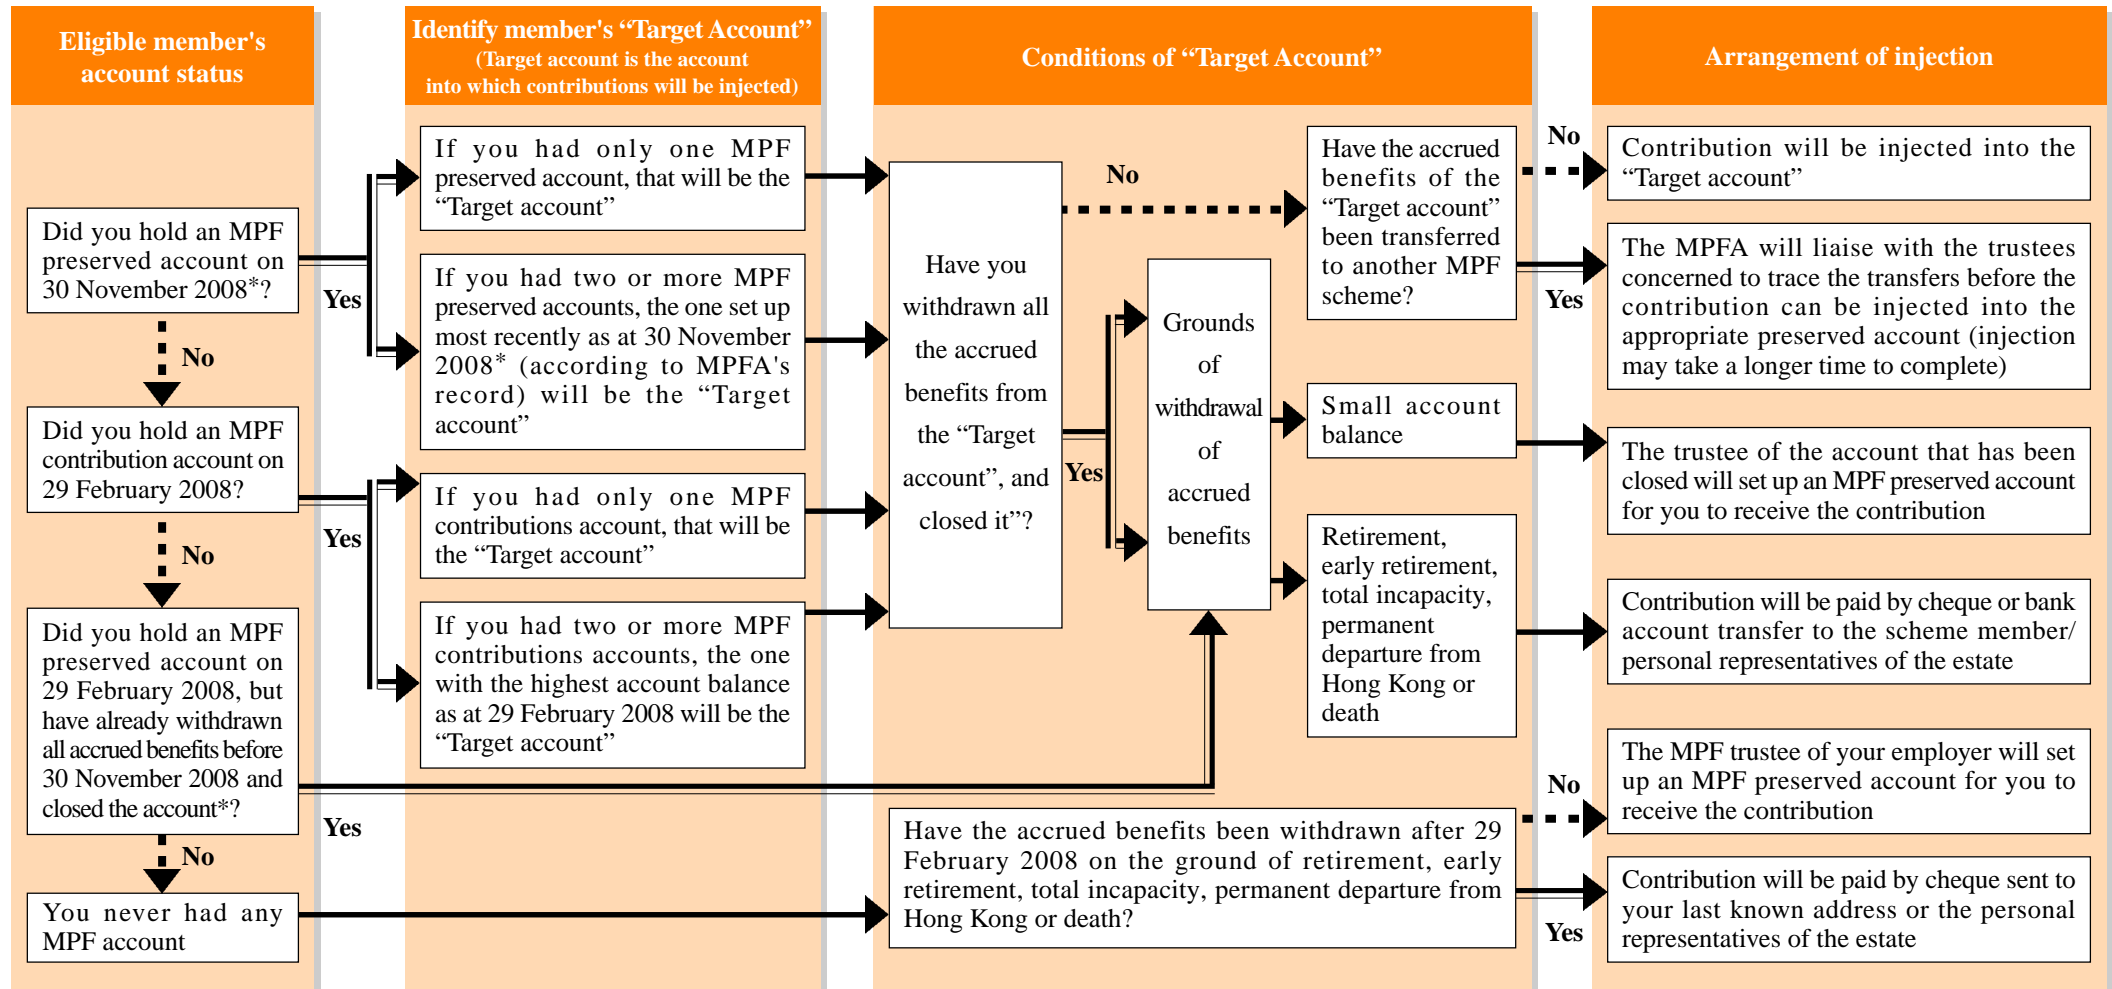 Eligible member's
account status
Did you hold an MPF
preserved account on
30 November 2008*?
Yes
No
Did you hold an MPF
contribution account on
29 February 2008?
Yes
No
Did you hold an MPF
preserved account on
29 February 2008, but
have already withdrawn
all accrued benefits before
30 November 2008 and
closed the account*?
Yes
No
You never had any
MPF account
Identify member's “Target Account”
(Target account is the account
into which contributions will be injected)
If you had only one MPF
preserved account, that will be the
“Target account”
If you had two or more MPF
preserved accounts, the one set up
most recently as at 30 November
2008* (according to MPFA's
record) will be the “Target
account”
If you had only one MPF
contributions account, that will be
the “Target account”
If you had two or more MPF
contributions accounts, the one
with the highest account balance
as at 29 February 2008 will be the
“Target account”
Conditions of “Target Account”
Have you
withdrawn all
the accrued
benefits from
the “Target
account”, and
closed it”?
No
Yes
Grounds
of
withdrawal
of
accrued
benefits
Have the accrued
benefits of the
“Target account”
been transferred
to another MPF
scheme?
No
Yes
Small account
balance
Retirement,
early retirement,
total incapacity,
permanent
departure from
Hong Kong or
death
Have the accrued benefits been withdrawn after 29
February 2008 on the ground of retirement, early
retirement, total incapacity, permanent departure from
Hong Kong or death?
No
Yes
Arrangement of injection
Contribution will be injected into the
“Target account”
The MPFA will liaise with the trustees
concerned to trace the transfers before the
contribution can be injected into the
appropriate preserved account (injection
may take a longer time to complete)
The trustee of the account that has been
closed will set up an MPF preserved account
for you to receive the contribution
Contribution will be paid by cheque or bank
account transfer to the scheme member/
personal representatives of the estate
The MPF trustee of your employer will set
up an MPF preserved account for you to
receive the contribution
Contribution will be paid by cheque sent to
your last known address or the personal
representatives of the estate